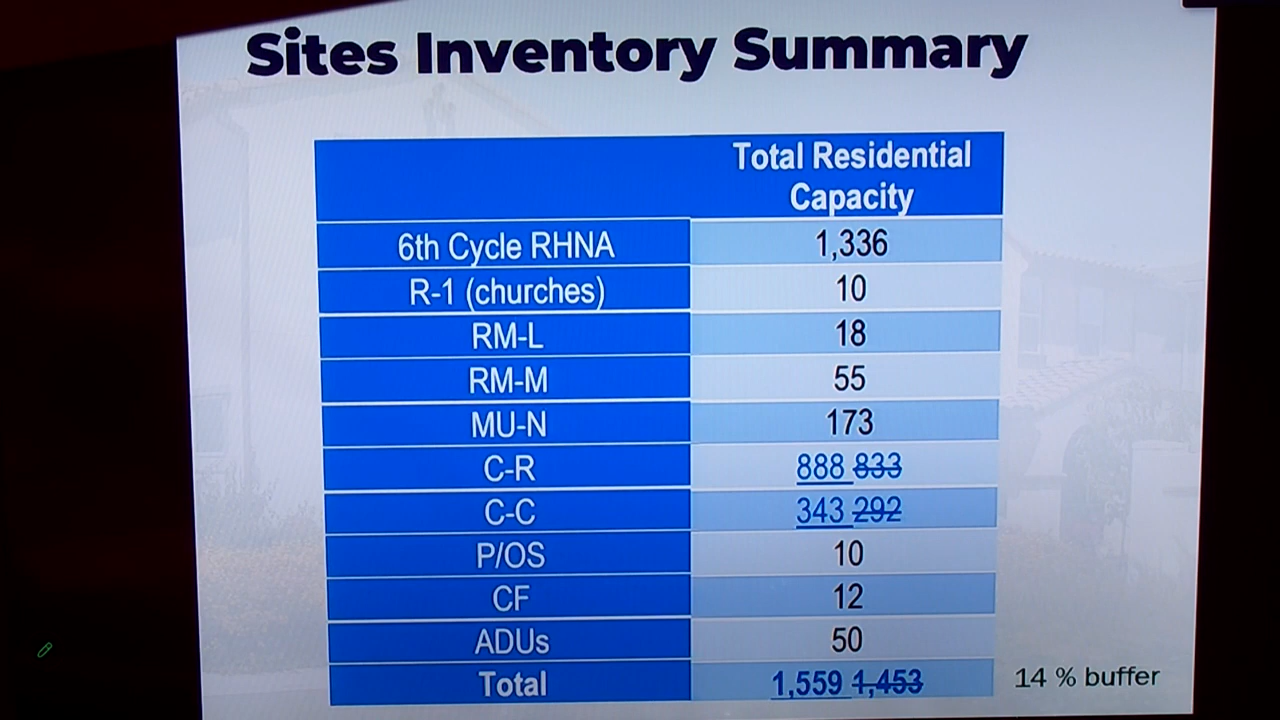 Sites Inventory Summary
Total Residential
Capacity
6th Cycle RHNA 1,336
R-1 (churches) 10
RM-L 18
RM-M 55
MU-N 173
C-R 888 833
C-C 343 292
P/OS 10
CF 12
ADUs 50
Total 1,559 1,453
14 % buffer